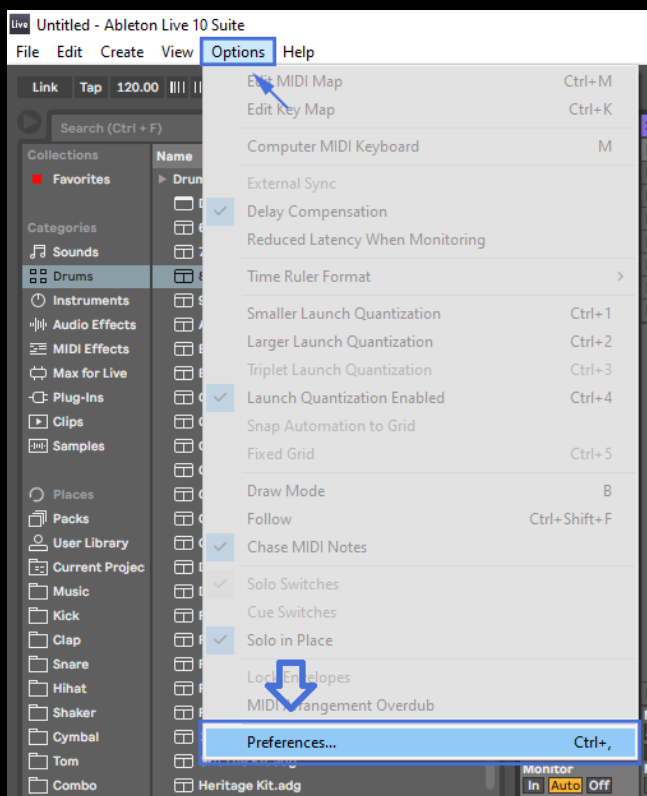 Live Untitled - Ableton Live 10 Suite
File Edit Create View Options Help
Link Tap 120.00
Search (Ctrl + F)
Collections
Favorites
Categories
Sounds
Drums
Instruments
Audio Effects
MIDI Effects
Max for Live
Plug-Ins
Clips
Samples
Places
Packs
User Library
Current Projec
Music
Kick
Clap
Snare
Hihat
Shaker
Cymbal
Tom
Combo
Name
Heritage Kit.adg
Edit MIDI Map Ctrl+M
Edit Key Map Ctrl+K
Computer MIDI Keyboard M
External Sync
Delay Compensation
Reduced Latency When Monitoring
Time Ruler Format
Smaller Launch Quantization Ctrl+1
Larger Launch Quantization Ctrl+2
Triplet Launch Quantization Ctrl+3
Launch Quantization Enabled Ctrl+4
Snap Automation to Grid
Fixed Grid Ctrl+5
Draw Mode B
Follow Ctrl+Shift+F
Chase MIDI Notes
Solo Switches
Cue Switches
Solo in Place
Lock Envelopes
MIDI Arrangement Overdub
Preferences... Ctrl+,
Monitor
In Auto Off